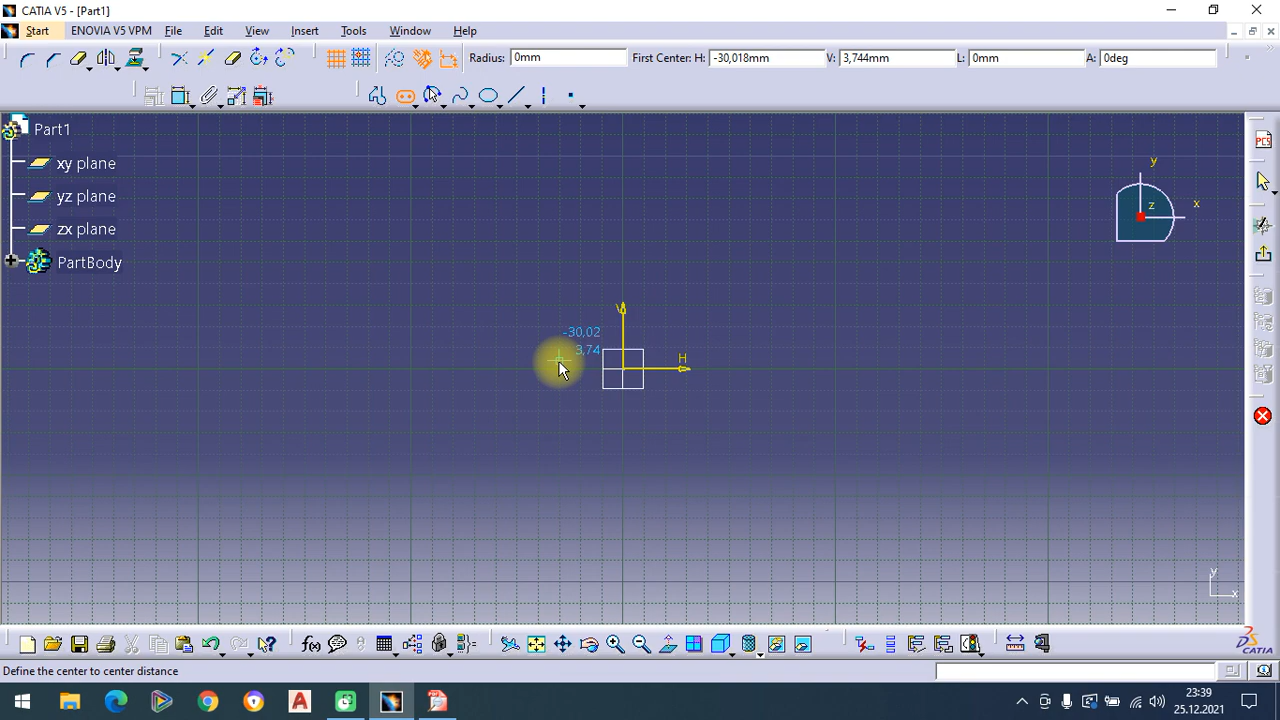 CATIA V5 - [Part1]
Start ENOVIA V5 VPM File Edit View Insert Tools Window Help
Radius: 0mm First Center: H: -30,018mm V: 3,744mm L: 0mm A: 0deg
Part1
xy plane
yz plane
zx plane
PartBody
y
x
z
PCS
V
-30,02
3,74
H
y
x
f(x)
CATIA
Define the center to center distance
23:39
25.12.2021